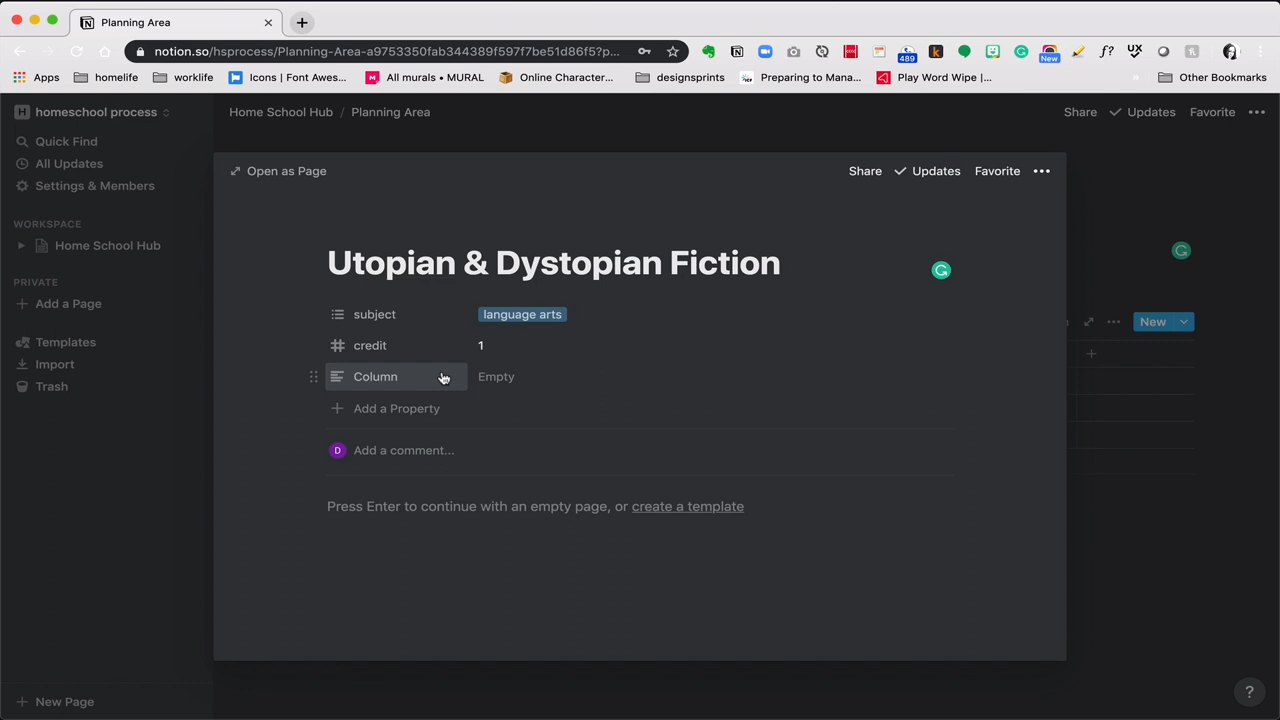 Planning Area
notion.so/hsprocess/Planning-Area-a9753350fab344389f597f7be51d86f5?p...
489
New
Apps
homelife
worklife
Icons | Font Awes...
All murals • MURAL
Online Character...
designsprints
Preparing to Mana...
Play Word Wipe |...
»
Other Bookmarks
H homeschool process
Home School Hub / Planning Area
Share Updates Favorite •••
Quick Find
All Updates
Settings & Members
WORKSPACE
Home School Hub
PRIVATE
+ Add a Page
Templates
Import
Trash
+ New Page
Open as Page
Share Updates Favorite •••
Utopian & Dystopian Fiction
subject language arts
credit 1
Column Empty
+ Add a Property
D Add a comment...
Press Enter to continue with an empty page, or create a template
New
?